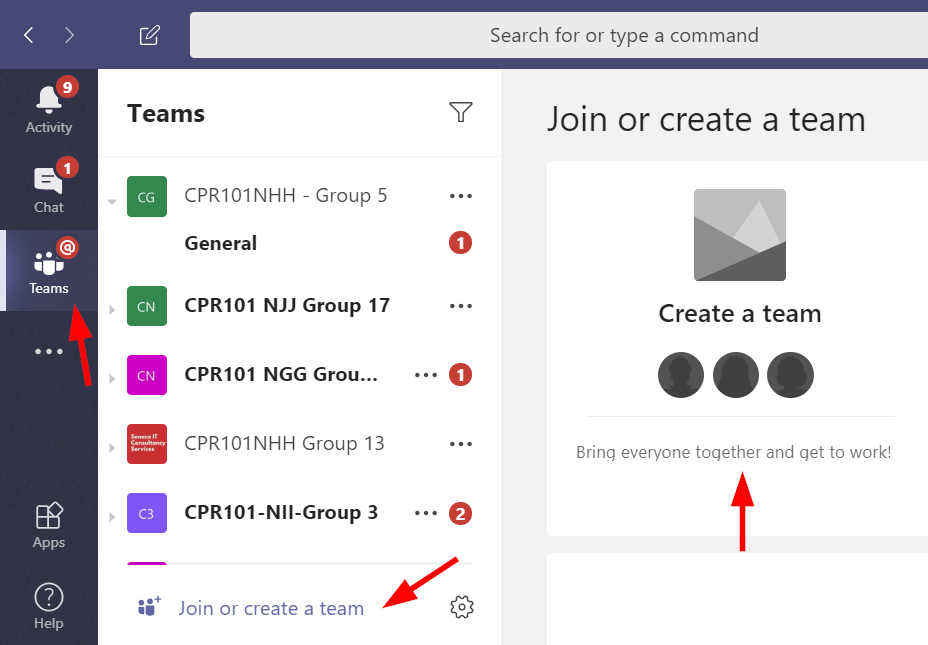 Search for or type a command
9
Activity
1
Chat
@
Teams
Apps
Help
Teams
CG
CPR101NHH - Group 5
General
1
CN
CPR101 NJJ Group 17
CN
CPR101 NGG Grou...
1
Seneca IT
Consultancy
Services
CPR101NHH Group 13
C3
CPR101-NII-Group 3
2
Join or create a team
Join or create a team
Create a team
Bring everyone together and get to work!